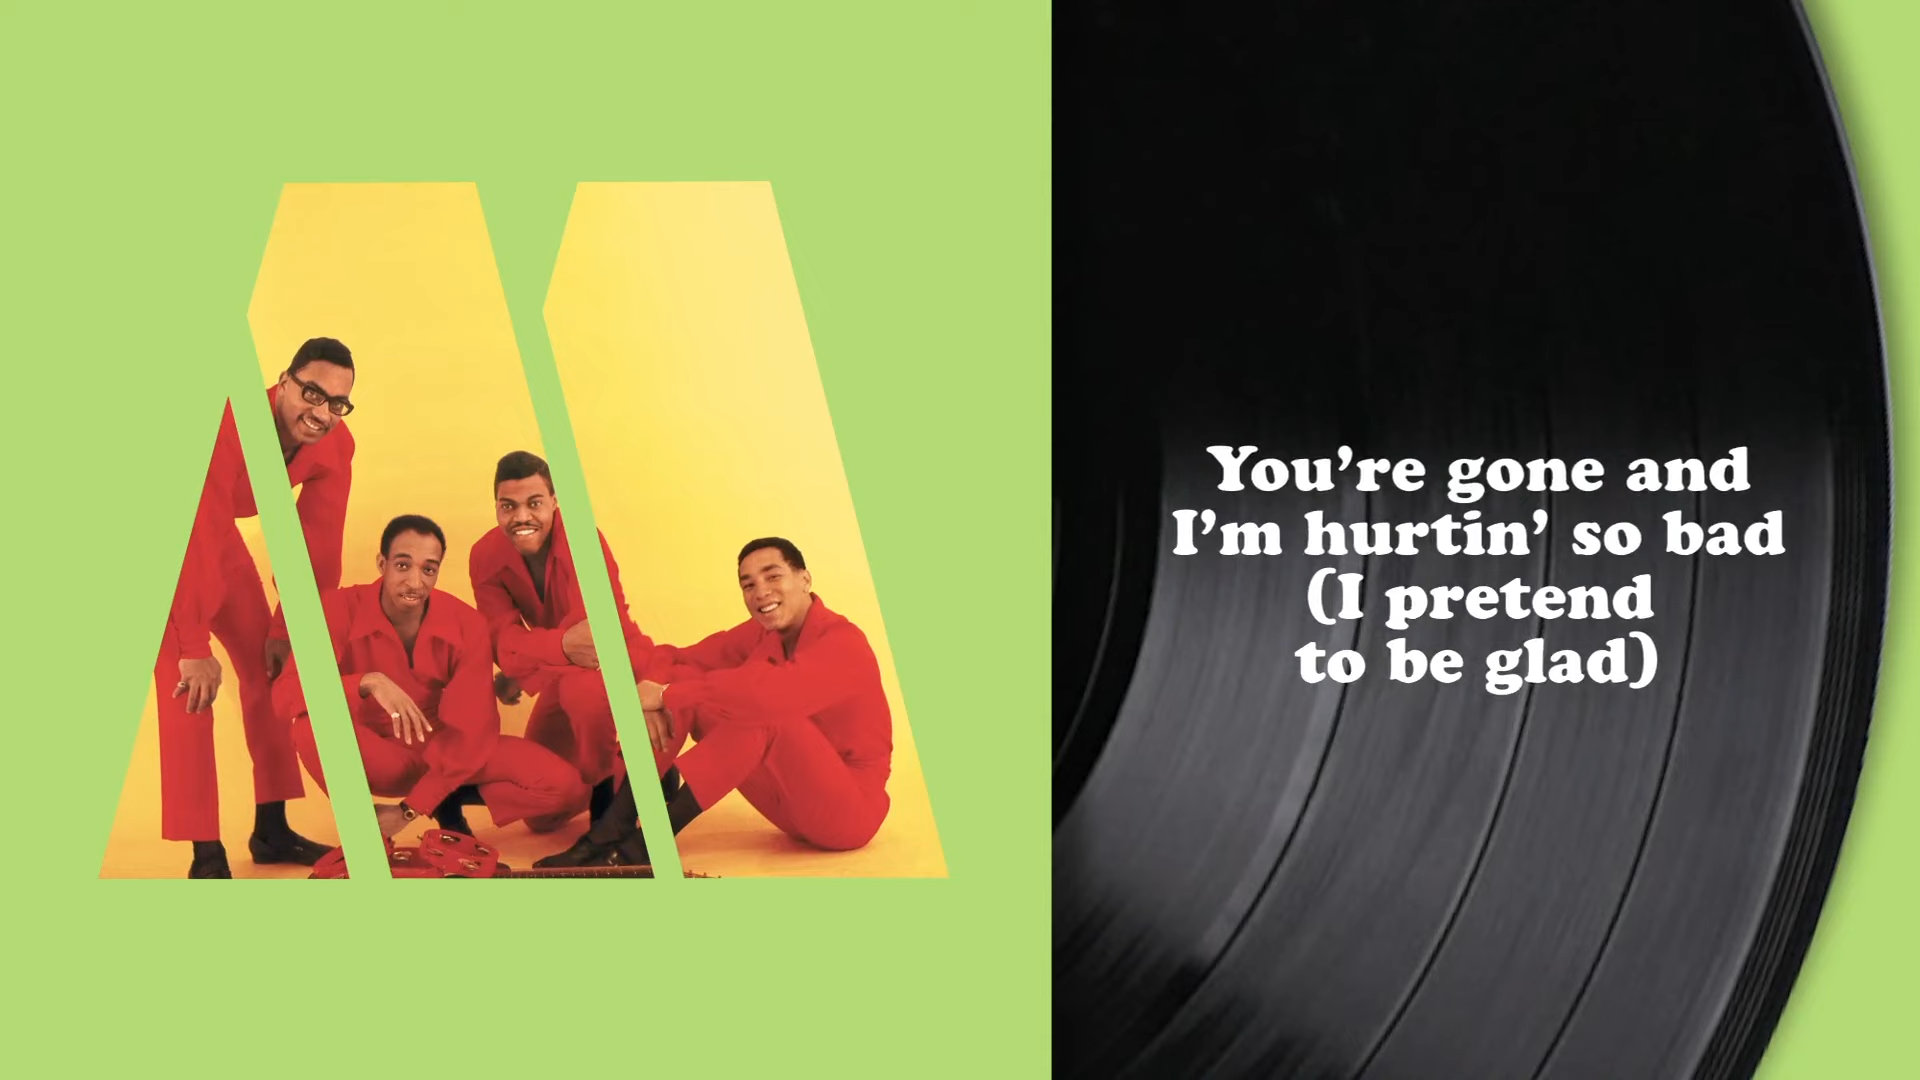 You’re gone and
I’m hurtin’ so bad
(I pretend
to be glad)